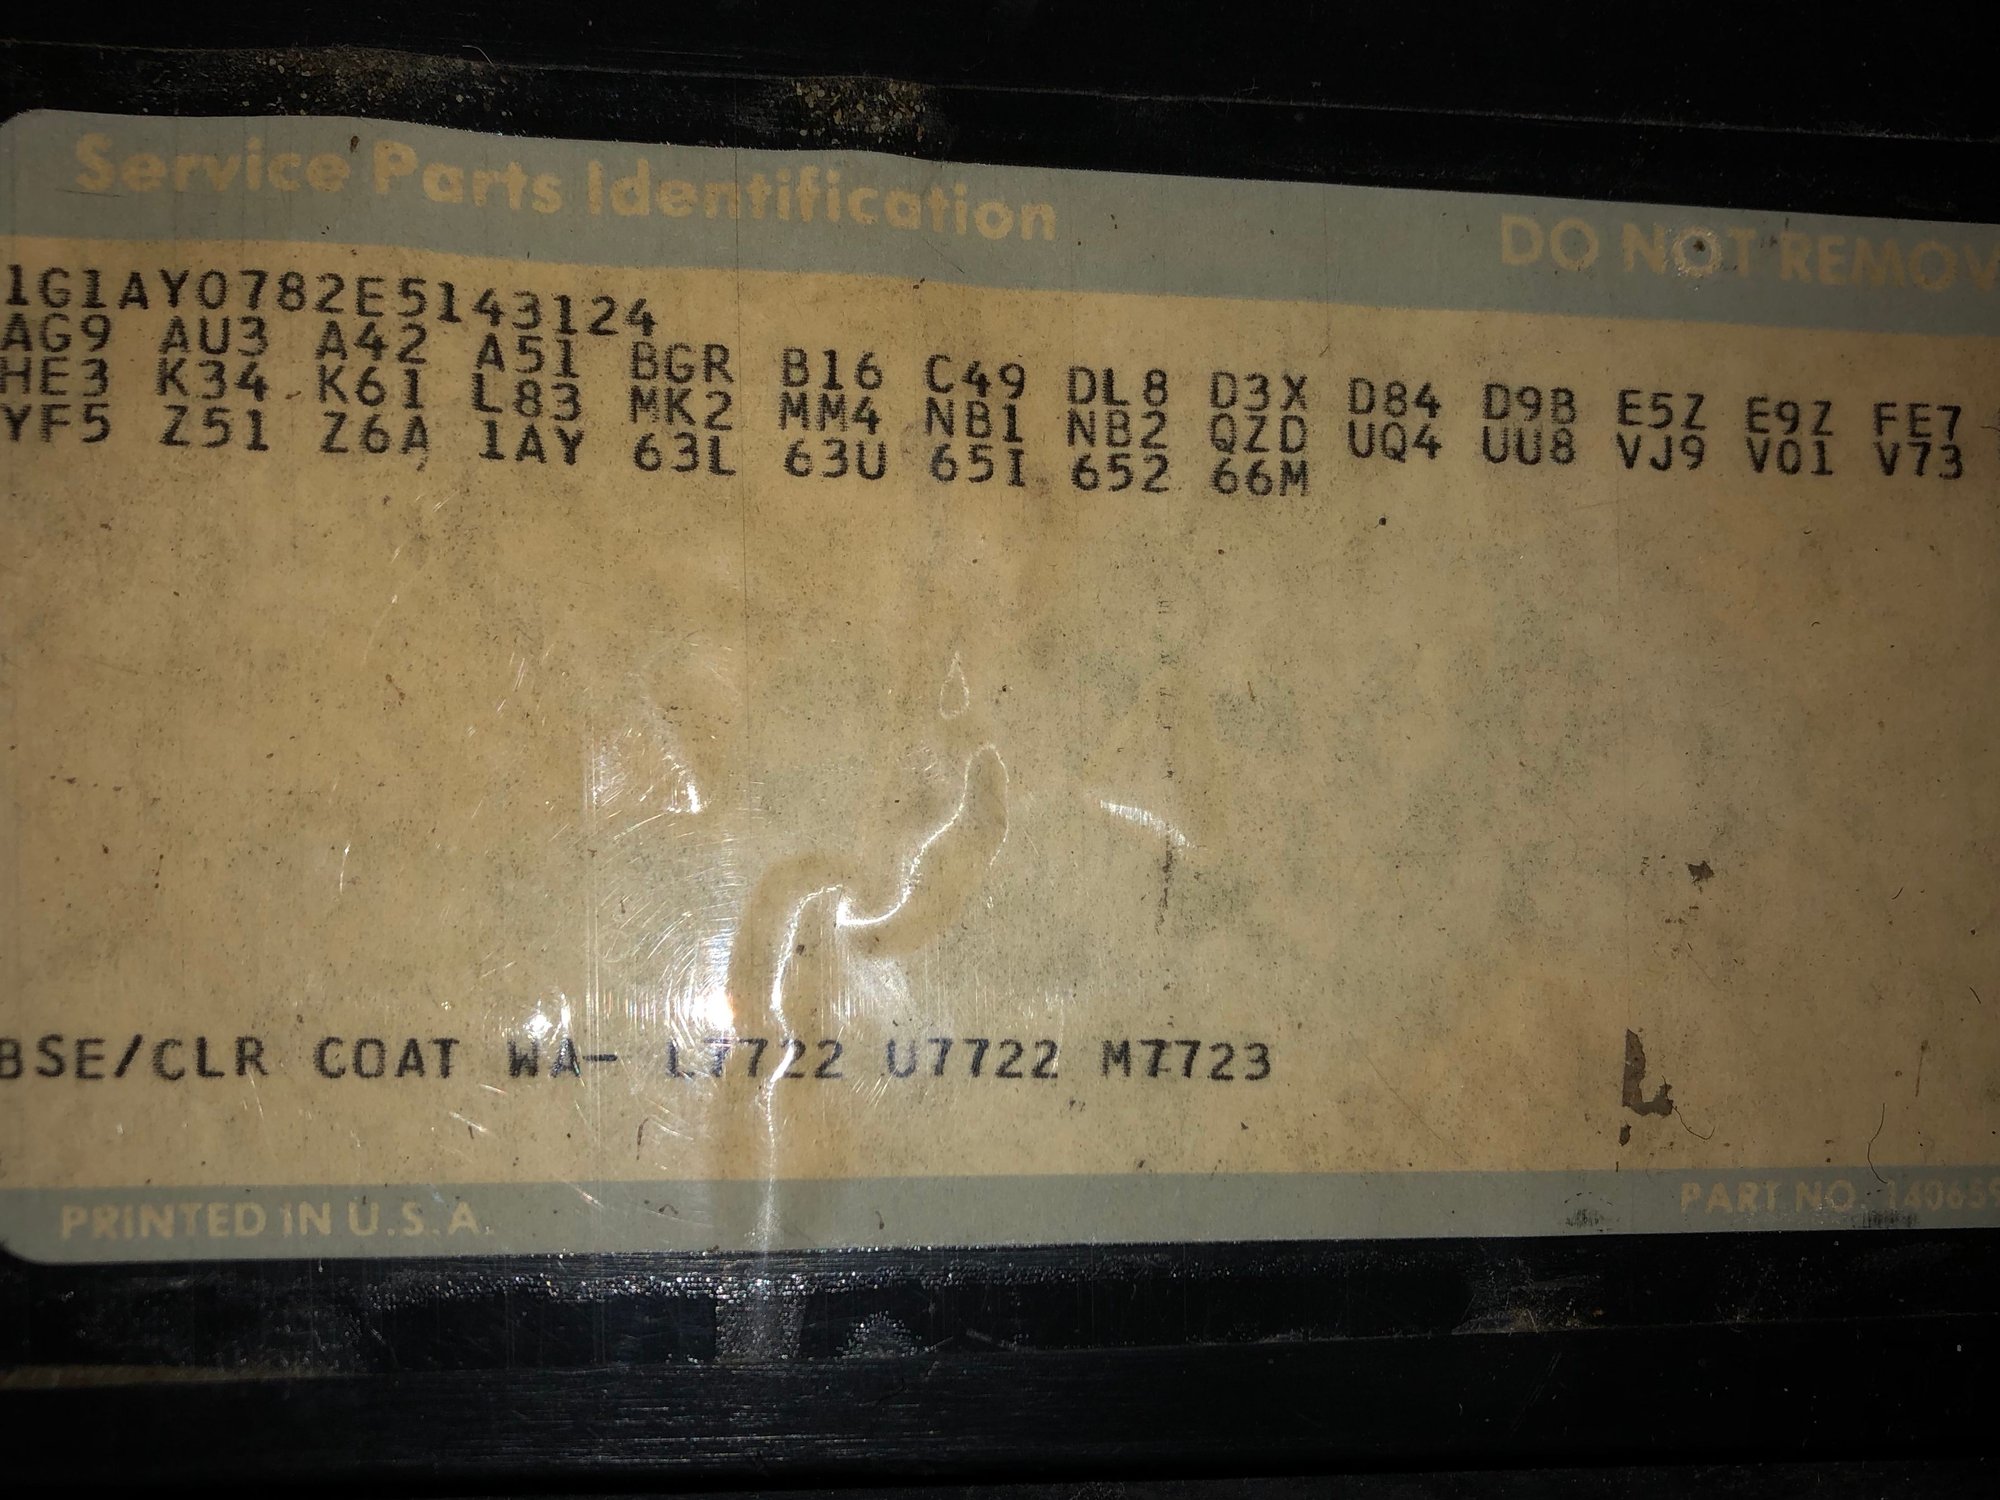 Service Parts Identification DO NOT REMOV
1G1AY0782E5143124
AG9 AU3 A42 A51 BGR B16 C49 DL8 D3X D84 D9B E5Z E9Z FE7
HE3 K34 K61 L83 MK2 MM4 NB1 NB2 QZD UQ4 UU8 VJ9 V01 V73
YF5 Z51 Z6A 1AY 63L 63U 65I 652 66M
BSE/CLR COAT WA- L7722 U7722 M7723
PRINTED IN U.S.A. PART NO. 140659